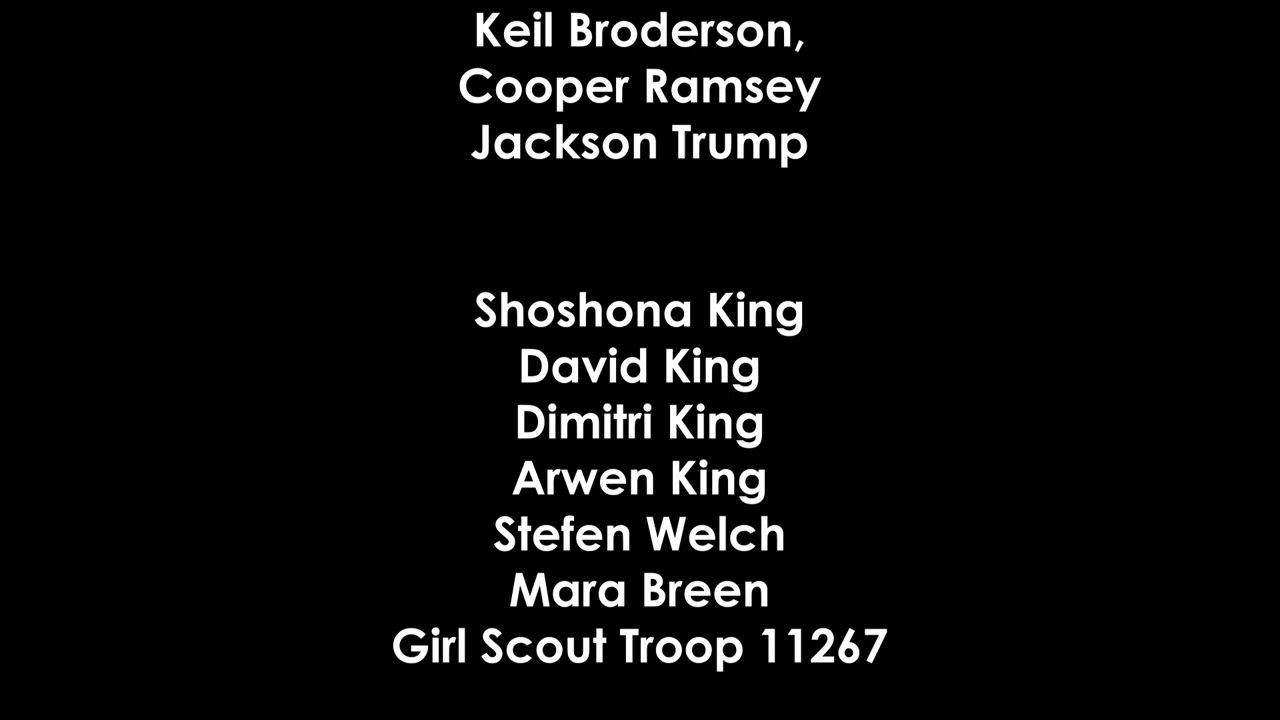 Keil Broderson,
Cooper Ramsey
Jackson Trump
Shoshona King
David King
Dimitri King
Arwen King
Stefen Welch
Mara Breen
Girl Scout Troop 11267